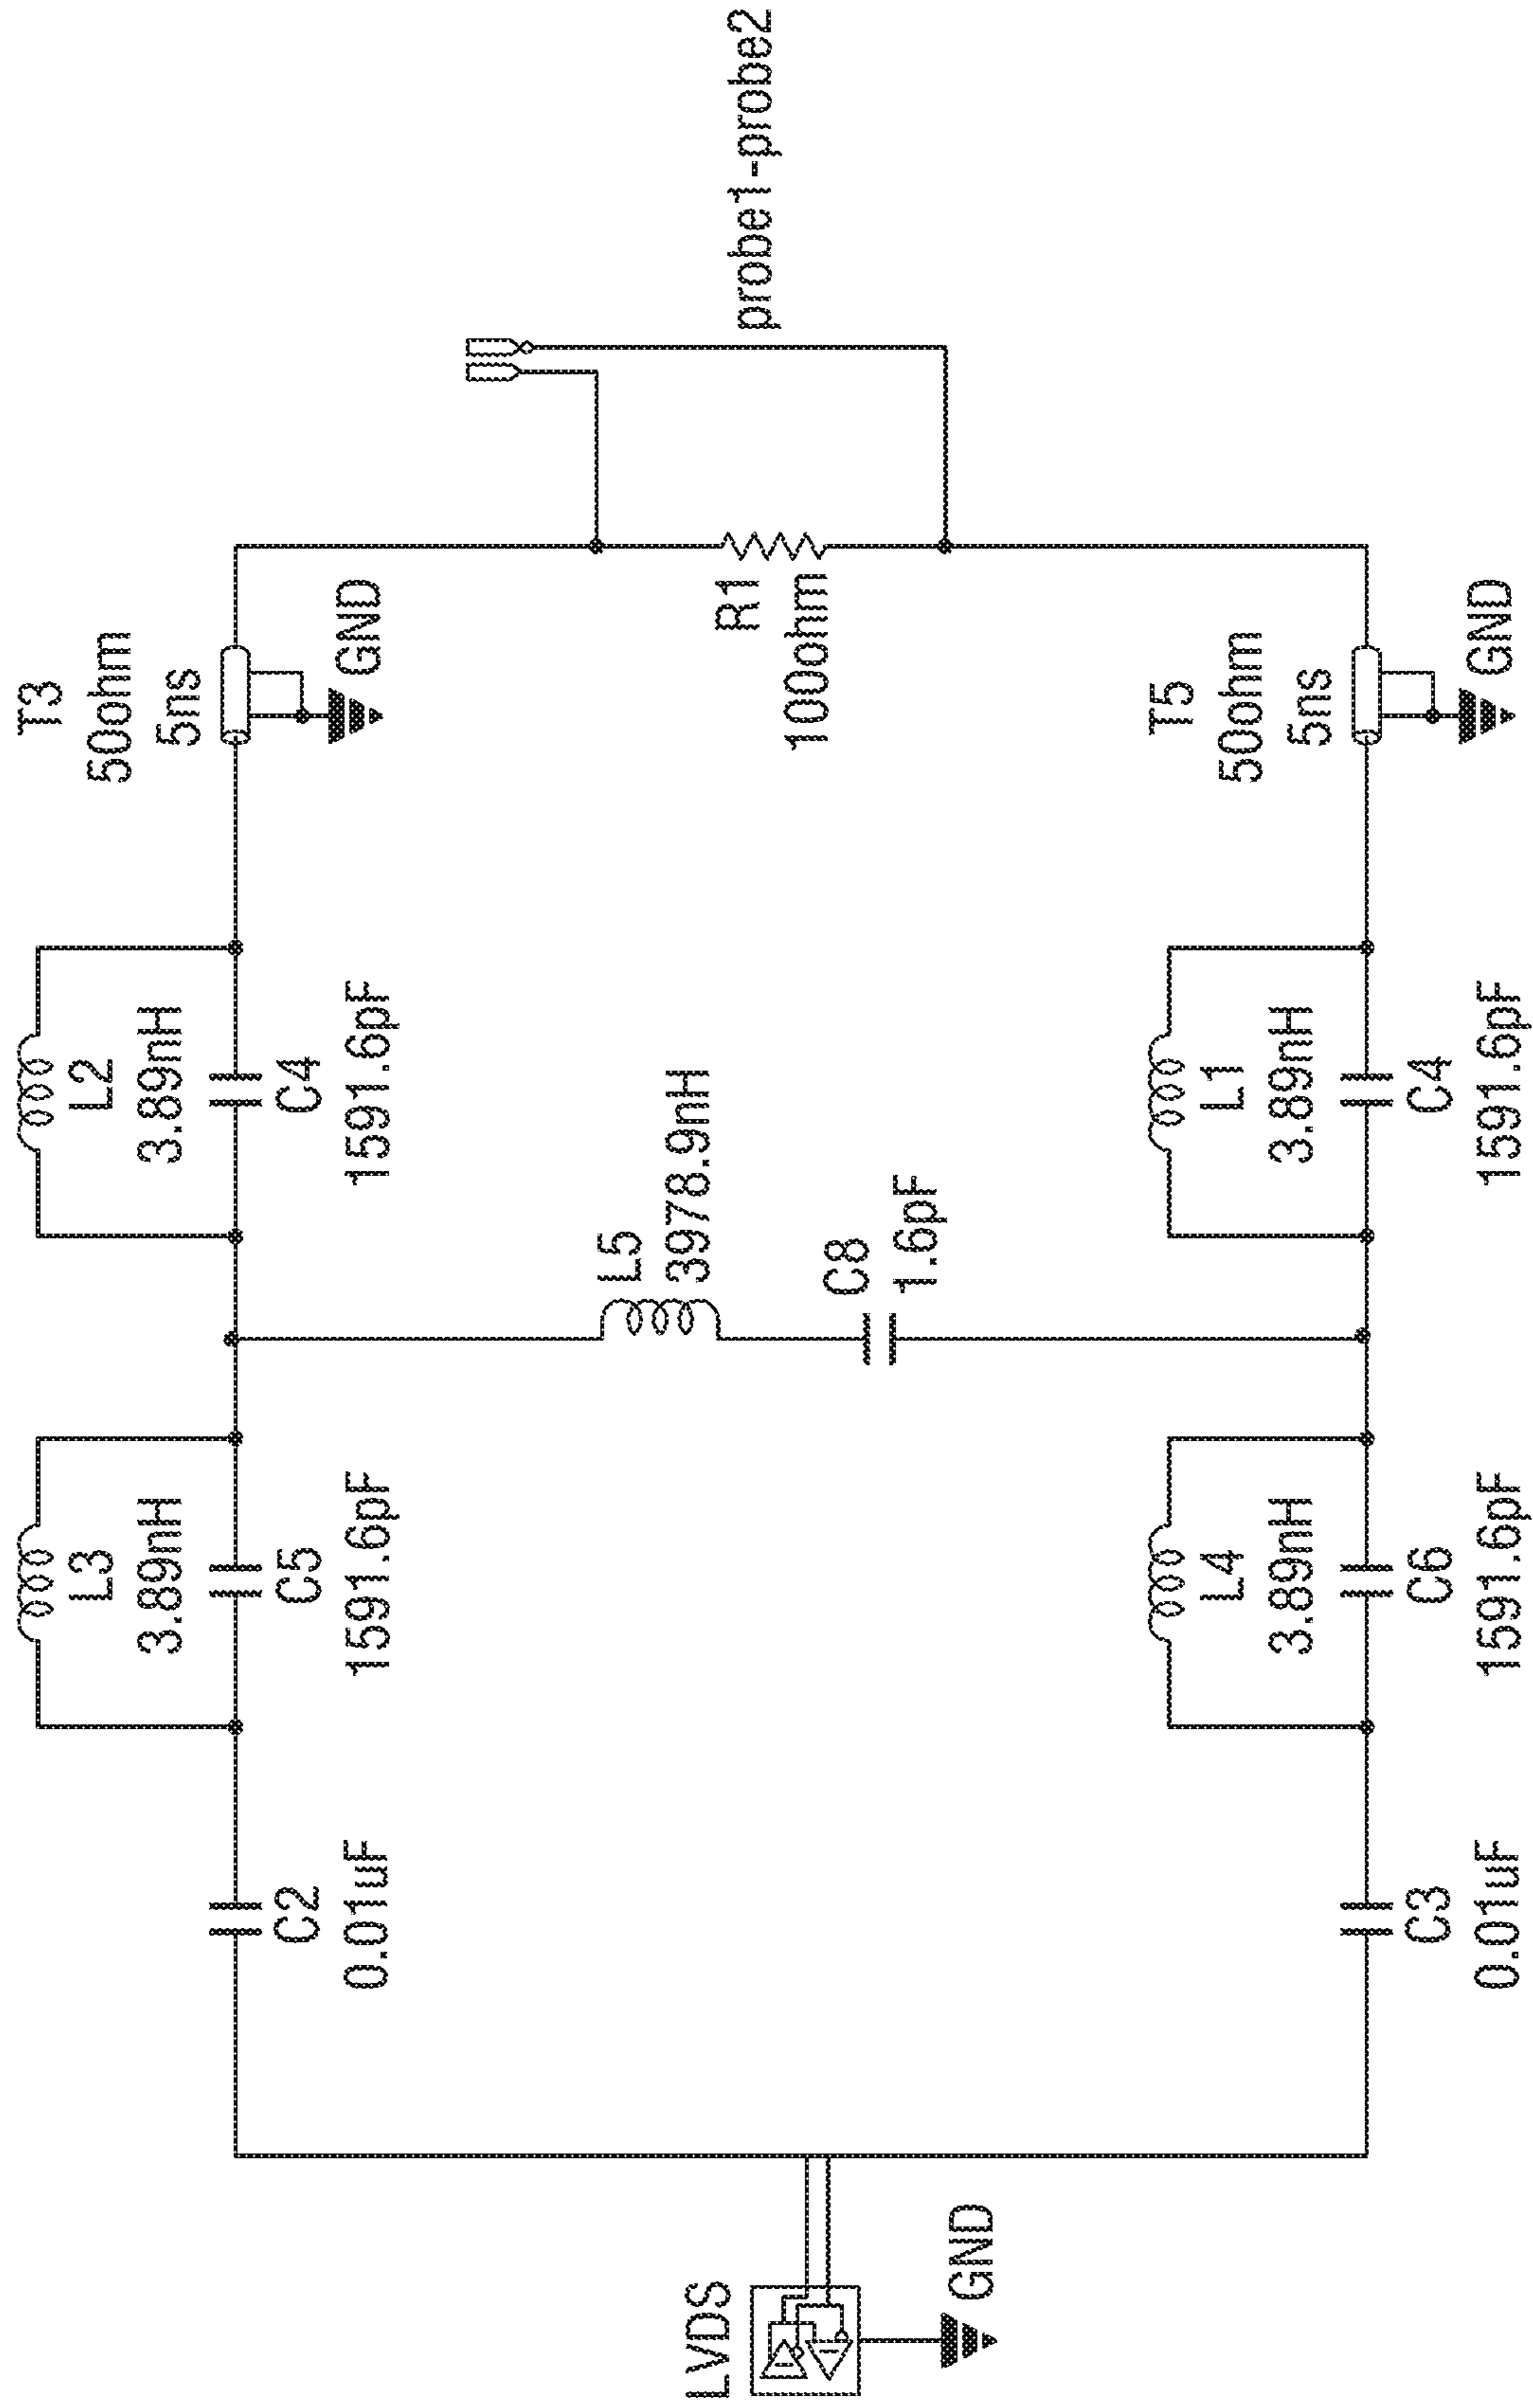 LVDS
GND
C2
0.01uF
L3
3.89nH
C5
1591.6pF
L2
3.89nH
C4
1591.6pF
T3
50ohm
5ns
GND
L5
3978.9nH
C8
1.6pF
R1
100ohm
probe1-probe2
C3
0.01uF
L4
3.89nH
C6
1591.6pF
L1
3.89nH
C4
1591.6pF
T5
50ohm
5ns
GND